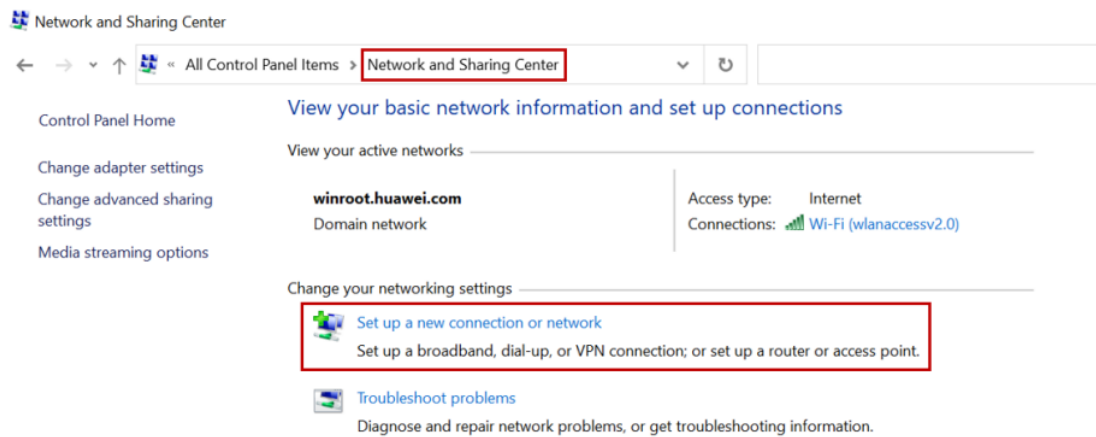 Network and Sharing Center
« All Control Panel Items > Network and Sharing Center
Control Panel Home
Change adapter settings
Change advanced sharing
settings
Media streaming options
View your basic network information and set up connections
View your active networks
winroot.huawei.com
Domain network
Access type: Internet
Connections: Wi-Fi (wlanaccessv2.0)
Change your networking settings
Set up a new connection or network
Set up a broadband, dial-up, or VPN connection; or set up a router or access point.
Troubleshoot problems
Diagnose and repair network problems, or get troubleshooting information.